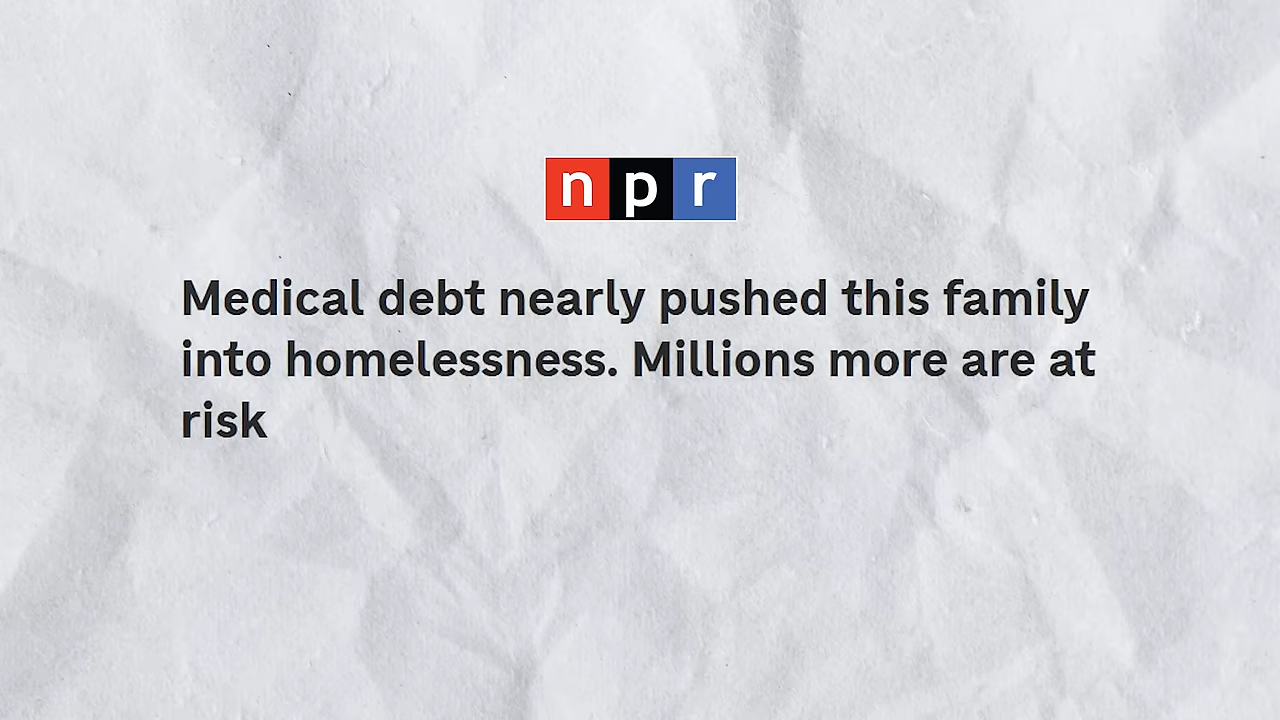 npr
Medical debt nearly pushed this family
into homelessness. Millions more are at
risk